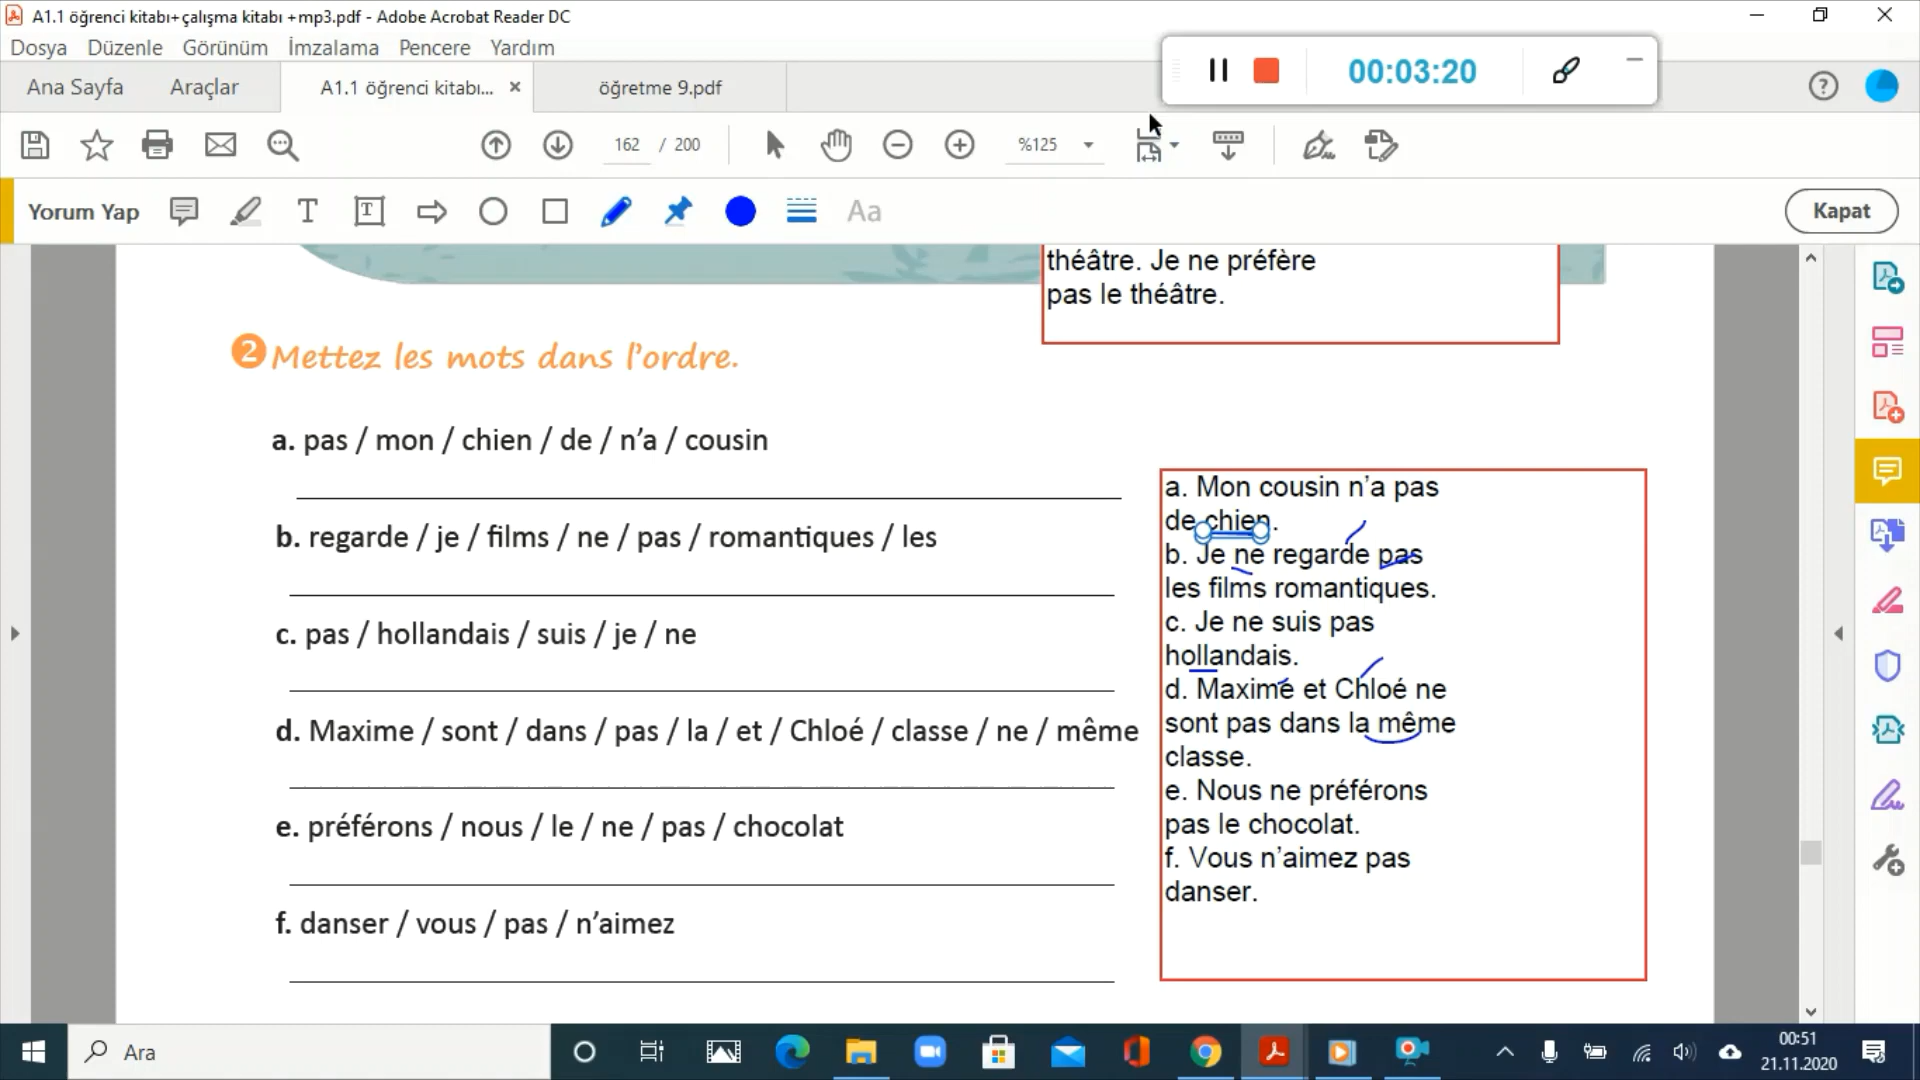 A1.1 öğrenci kitabı+çalışma kitabı +mp3.pdf - Adobe Acrobat Reader DC
Dosya Düzenle Görünüm İmzalama Pencere Yardım
00:03:20
Ana Sayfa Araçlar A1.1 öğrenci kitabı... öğretme 9.pdf
162 / 200 %125
Yorum Yap T T Aa Kapat
théâtre. Je ne préfère
pas le théâtre.
2 Mettez les mots dans l'ordre.
a. pas / mon / chien / de / n'a / cousin
b. regarde / je / films / ne / pas / romantiques / les
c. pas / hollandais / suis / je / ne
d. Maxime / sont / dans / pas / la / et / Chloé / classe / ne / même
e. préférons / nous / le / ne / pas / chocolat
f. danser / vous / pas / n'aimez
a. Mon cousin n'a pas
de chien.
b. Je ne regarde pas
les films romantiques.
c. Je ne suis pas
hollandais.
d. Maxime et Chloé ne
sont pas dans la même
classe.
e. Nous ne préférons
pas le chocolat.
f. Vous n'aimez pas
danser.
Ara
00:51
21.11.2020